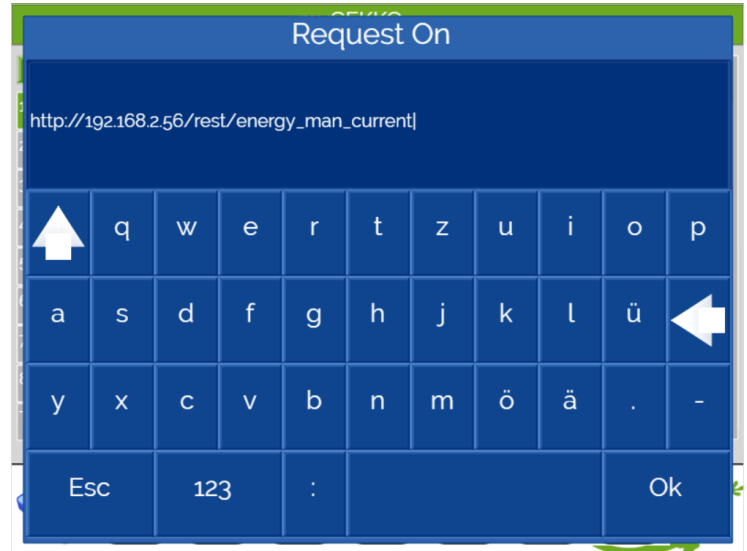 Request On
http://192.168.2.56/rest/energy_man_current
q w e r t z u i o p
a s d f g h j k l ü
y x c v b n m ö ä . -
Esc 123 : Ok